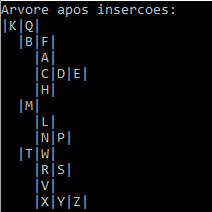 Arvore apos insercoes:
|K|Q|
|B|F|
|A|
|C|D|E|
|H|
|M|
|L|
|N|P|
|T|W|
|R|S|
|V|
|X|Y|Z|